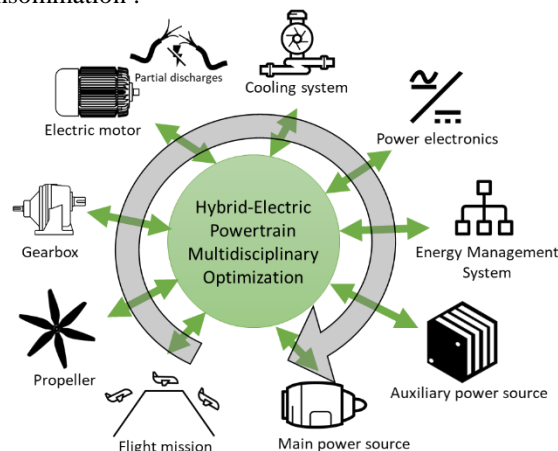 Partial discharges
Cooling system
Electric motor
Power electronics
Hybrid-Electric
Powertrain
Multidisciplinary
Optimization
Gearbox
Energy Management
System
Propeller
Auxiliary power source
Flight mission
Main power source